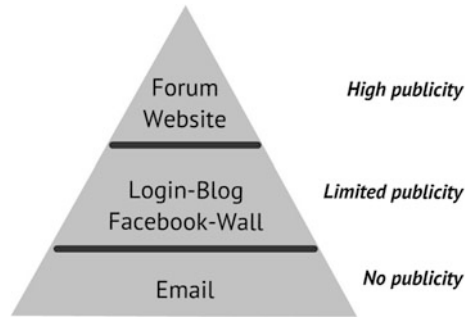 Forum
Website
High publicity
Login-Blog
Facebook-Wall
Limited publicity
Email
No publicity